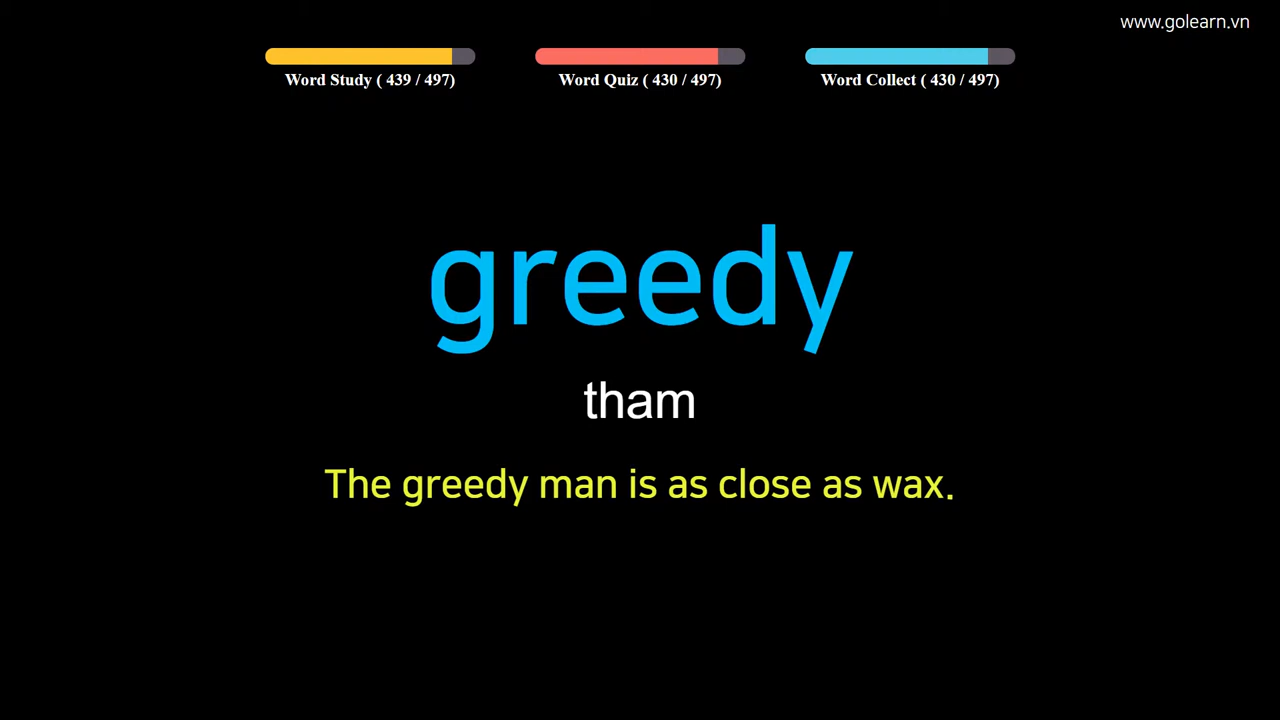 www.golearn.vn
Word Study ( 439 / 497)
Word Quiz ( 430 / 497)
Word Collect ( 430 / 497)
greedy
tham
The greedy man is as close as wax.